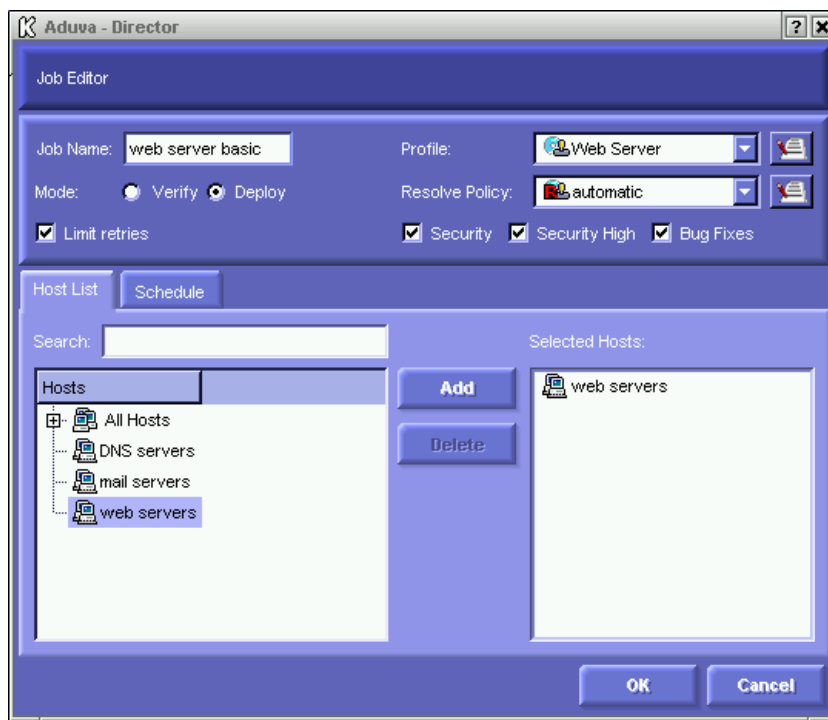 Aduva - Director
Job Editor
Job Name: web server basic Profile: Web Server
Mode: Verify Deploy Resolve Policy: automatic
Limit retries Security Security High Bug Fixes
Host List Schedule
Search: Selected Hosts:
Hosts Add web servers
All Hosts
DNS servers Delete
mail servers
web servers
OK Cancel